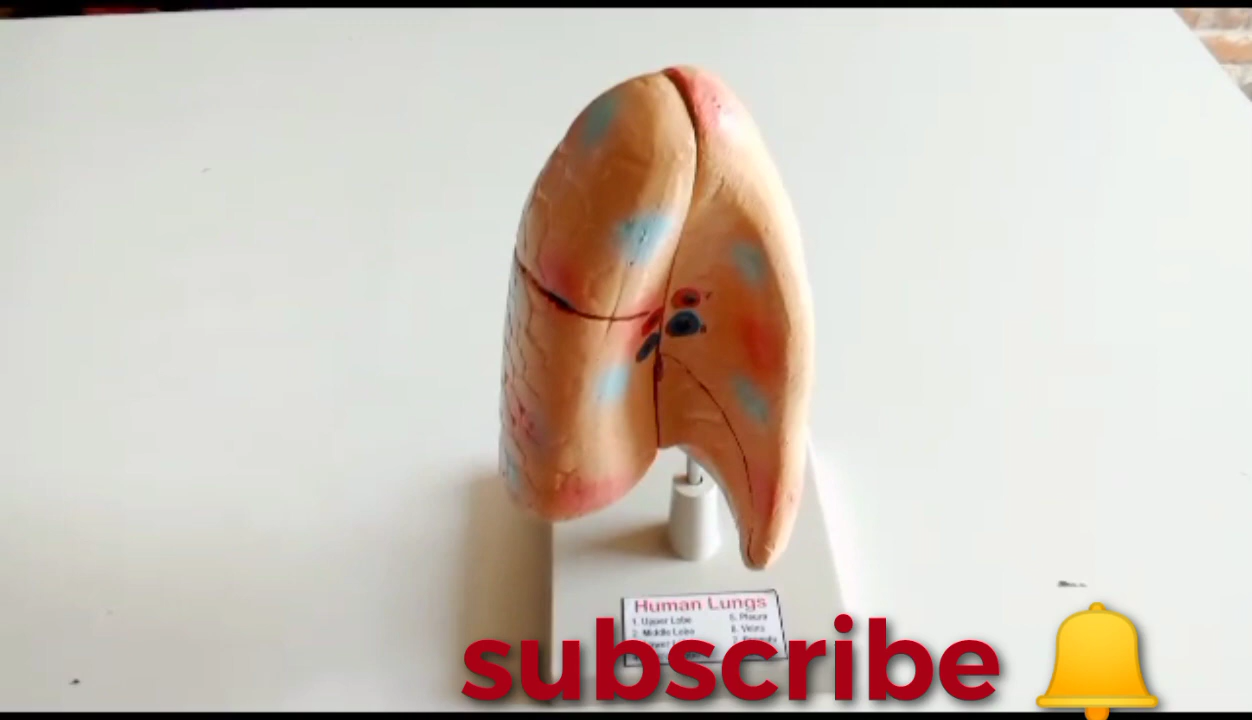 Human Lungs
1. Upper Lobe 5. Pleura
2. Middle Lobe 6. Veins
subscribe